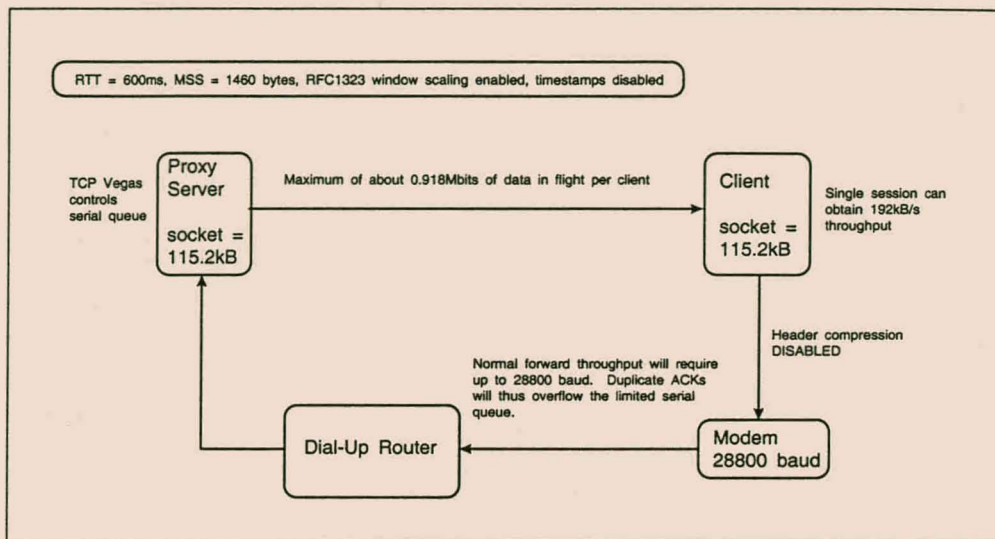 RTT = 600ms, MSS = 1460 bytes, RFC1323 window scaling enabled, timestamps disabled
TCP Vegas
controls
serial queue
Proxy
Server
socket =
115.2kB
Maximum of about 0.918Mbits of data in flight per client
Client
socket =
115.2kB
Single session can
obtain 192kB/s
throughput
Header compression
DISABLED
Normal forward throughput will require
up to 28800 baud. Duplicate ACKs
will thus overflow the limited serial
queue.
Dial-Up Router
Modem
28800 baud